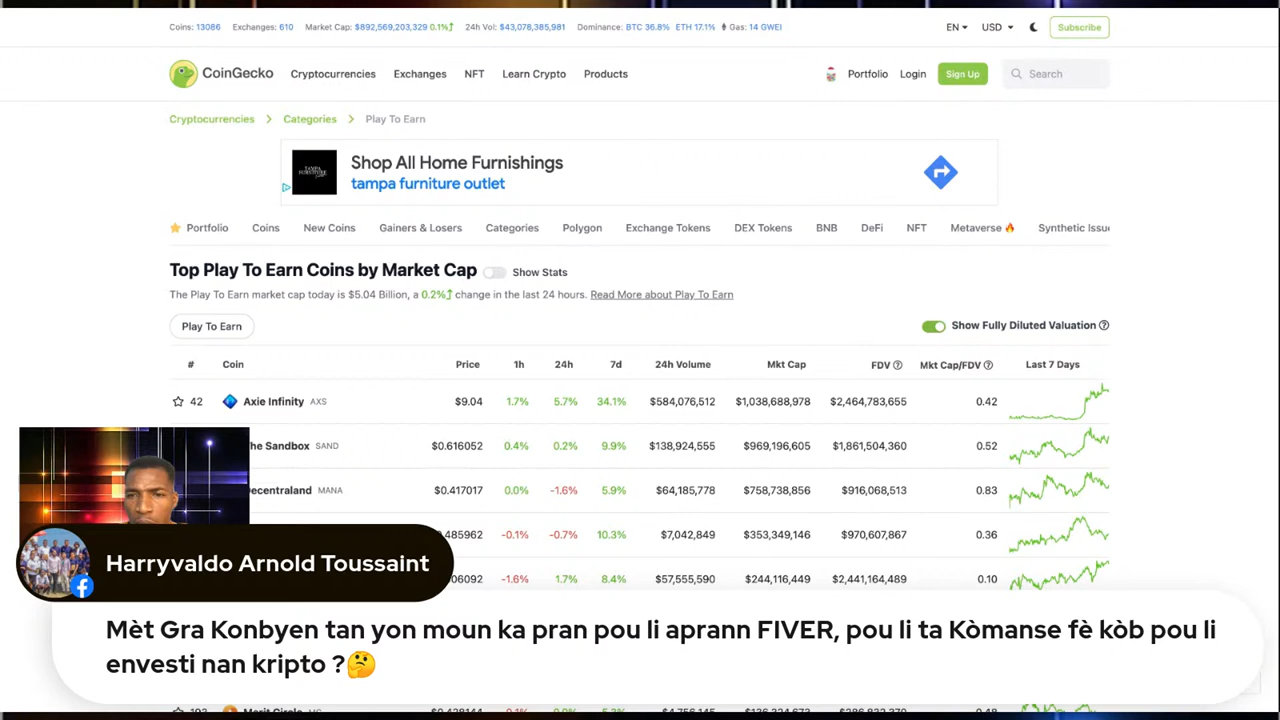 Coins: 13086 Exchanges: 610 Market Cap: $892,569,203,329 0.1% 24h Vol: $43,078,385,981 Dominance: BTC 36.8% ETH 17.1% Gas: 14 GWEI EN USD Subscribe
CoinGecko Cryptocurrencies Exchanges NFT Learn Crypto Products Portfolio Login Sign Up Search
Cryptocurrencies > Categories > Play To Earn
Shop All Home Furnishings
tampa furniture outlet
Portfolio Coins New Coins Gainers & Losers Categories Polygon Exchange Tokens DEX Tokens BNB DeFi NFT Metaverse 🔥 Synthetic Issue
Top Play To Earn Coins by Market Cap Show Stats
The Play To Earn market cap today is $5.04 Billion, a 0.2% change in the last 24 hours. Read More about Play To Earn
Play To Earn Show Fully Diluted Valuation
# Coin Price 1h 24h 7d 24h Volume Mkt Cap FDV Mkt Cap/FDV Last 7 Days
42 Axie Infinity AXS $9.04 1.7% 5.7% 34.1% $584,076,512 $1,038,688,978 $2,464,783,655 0.42
he Sandbox SAND $0.616052 0.4% 0.2% 9.9% $138,924,555 $969,196,605 $1,861,504,360 0.52
ecentraland MANA $0.417017 0.0% -1.6% 5.9% $64,185,778 $758,738,856 $916,068,513 0.83
485965 -0.1% -0.7% 10.3% $7,042,849 $353,349,146 $970,607,867 0.36
06092 -1.6% 1.7% 8.4% $57,555,590 $244,116,449 $2,441,164,489 0.10
Harryvaldo Arnold Toussaint
Mèt Gra Konbyen tan yon moun ka pran pou li aprann FIVER, pou li ta Kòmanse fè kòb pou li
envesti nan kripto ?🤔